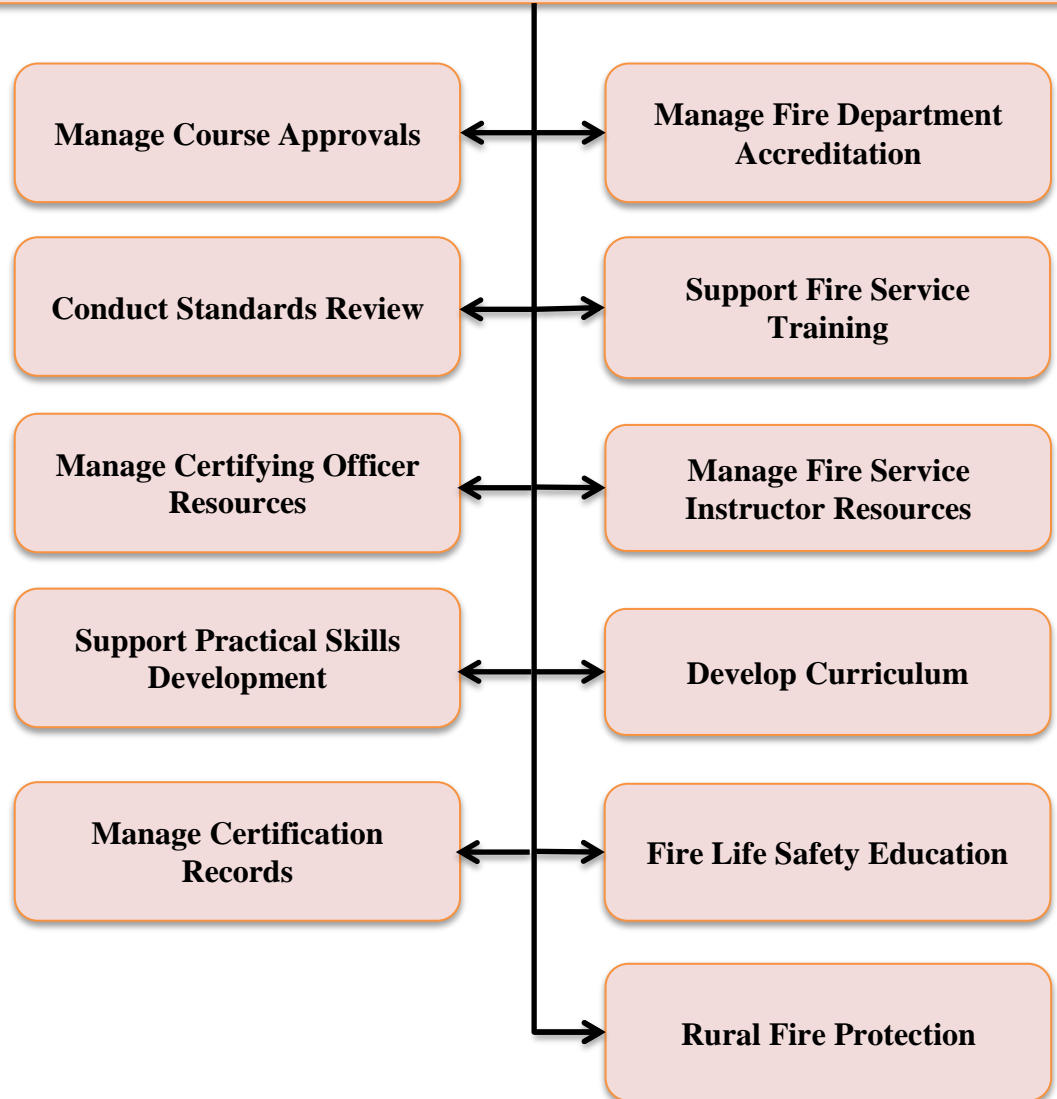 Manage Course Approvals
Manage Fire Department
Accreditation
Conduct Standards Review
Support Fire Service
Training
Manage Certifying Officer
Resources
Manage Fire Service
Instructor Resources
Support Practical Skills
Development
Develop Curriculum
Manage Certification
Records
Fire Life Safety Education
Rural Fire Protection